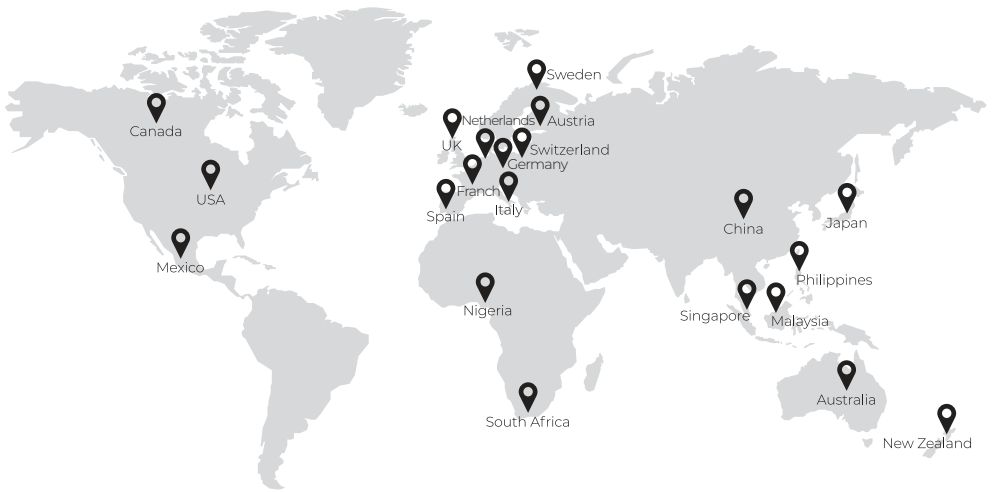 Sweden
Canada
Netherlands
Austria
UK
Switzerland
Germany
USA
Franch
Spain
Italy
China
Japan
Mexico
Philippines
Nigeria
Singapore
Malaysia
Australia
South Africa
New Zealand